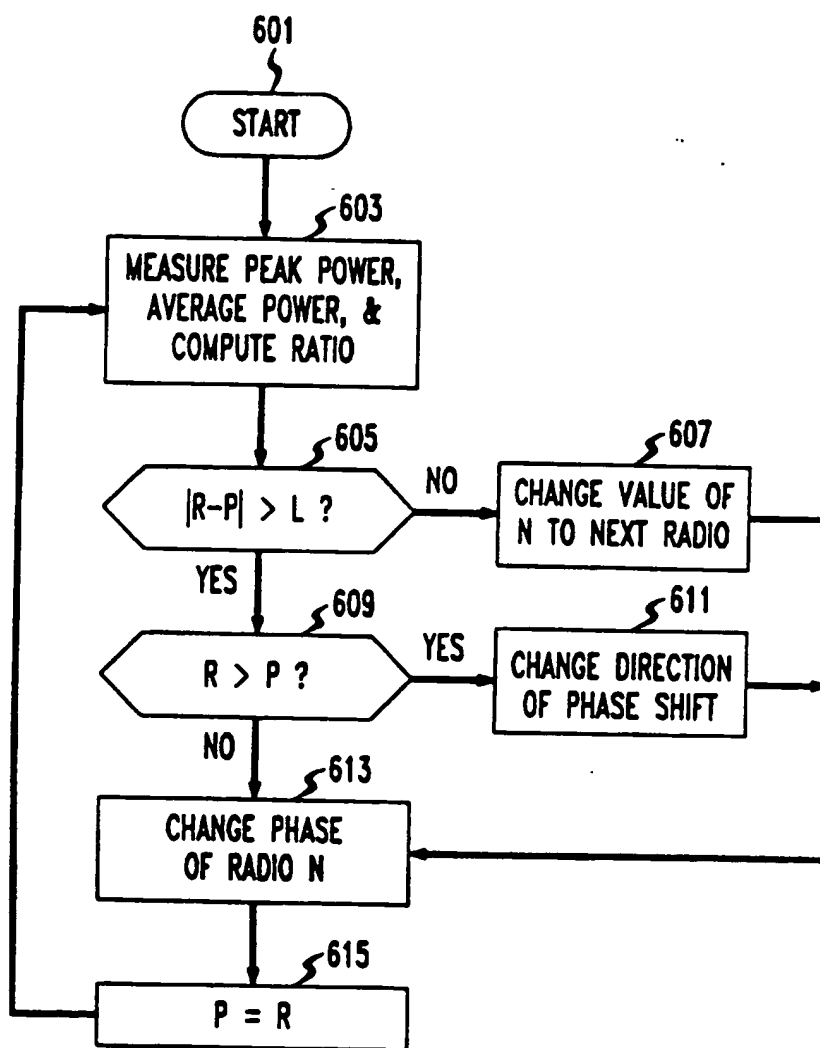 601
START
603
MEASURE PEAK POWER,
AVERAGE POWER, &
COMPUTE RATIO
605
|R-P| > L ?
NO
607
CHANGE VALUE OF
N TO NEXT RADIO
YES
609
R > P ?
YES
611
CHANGE DIRECTION
OF PHASE SHIFT
NO
613
CHANGE PHASE
OF RADIO N
615
P = R